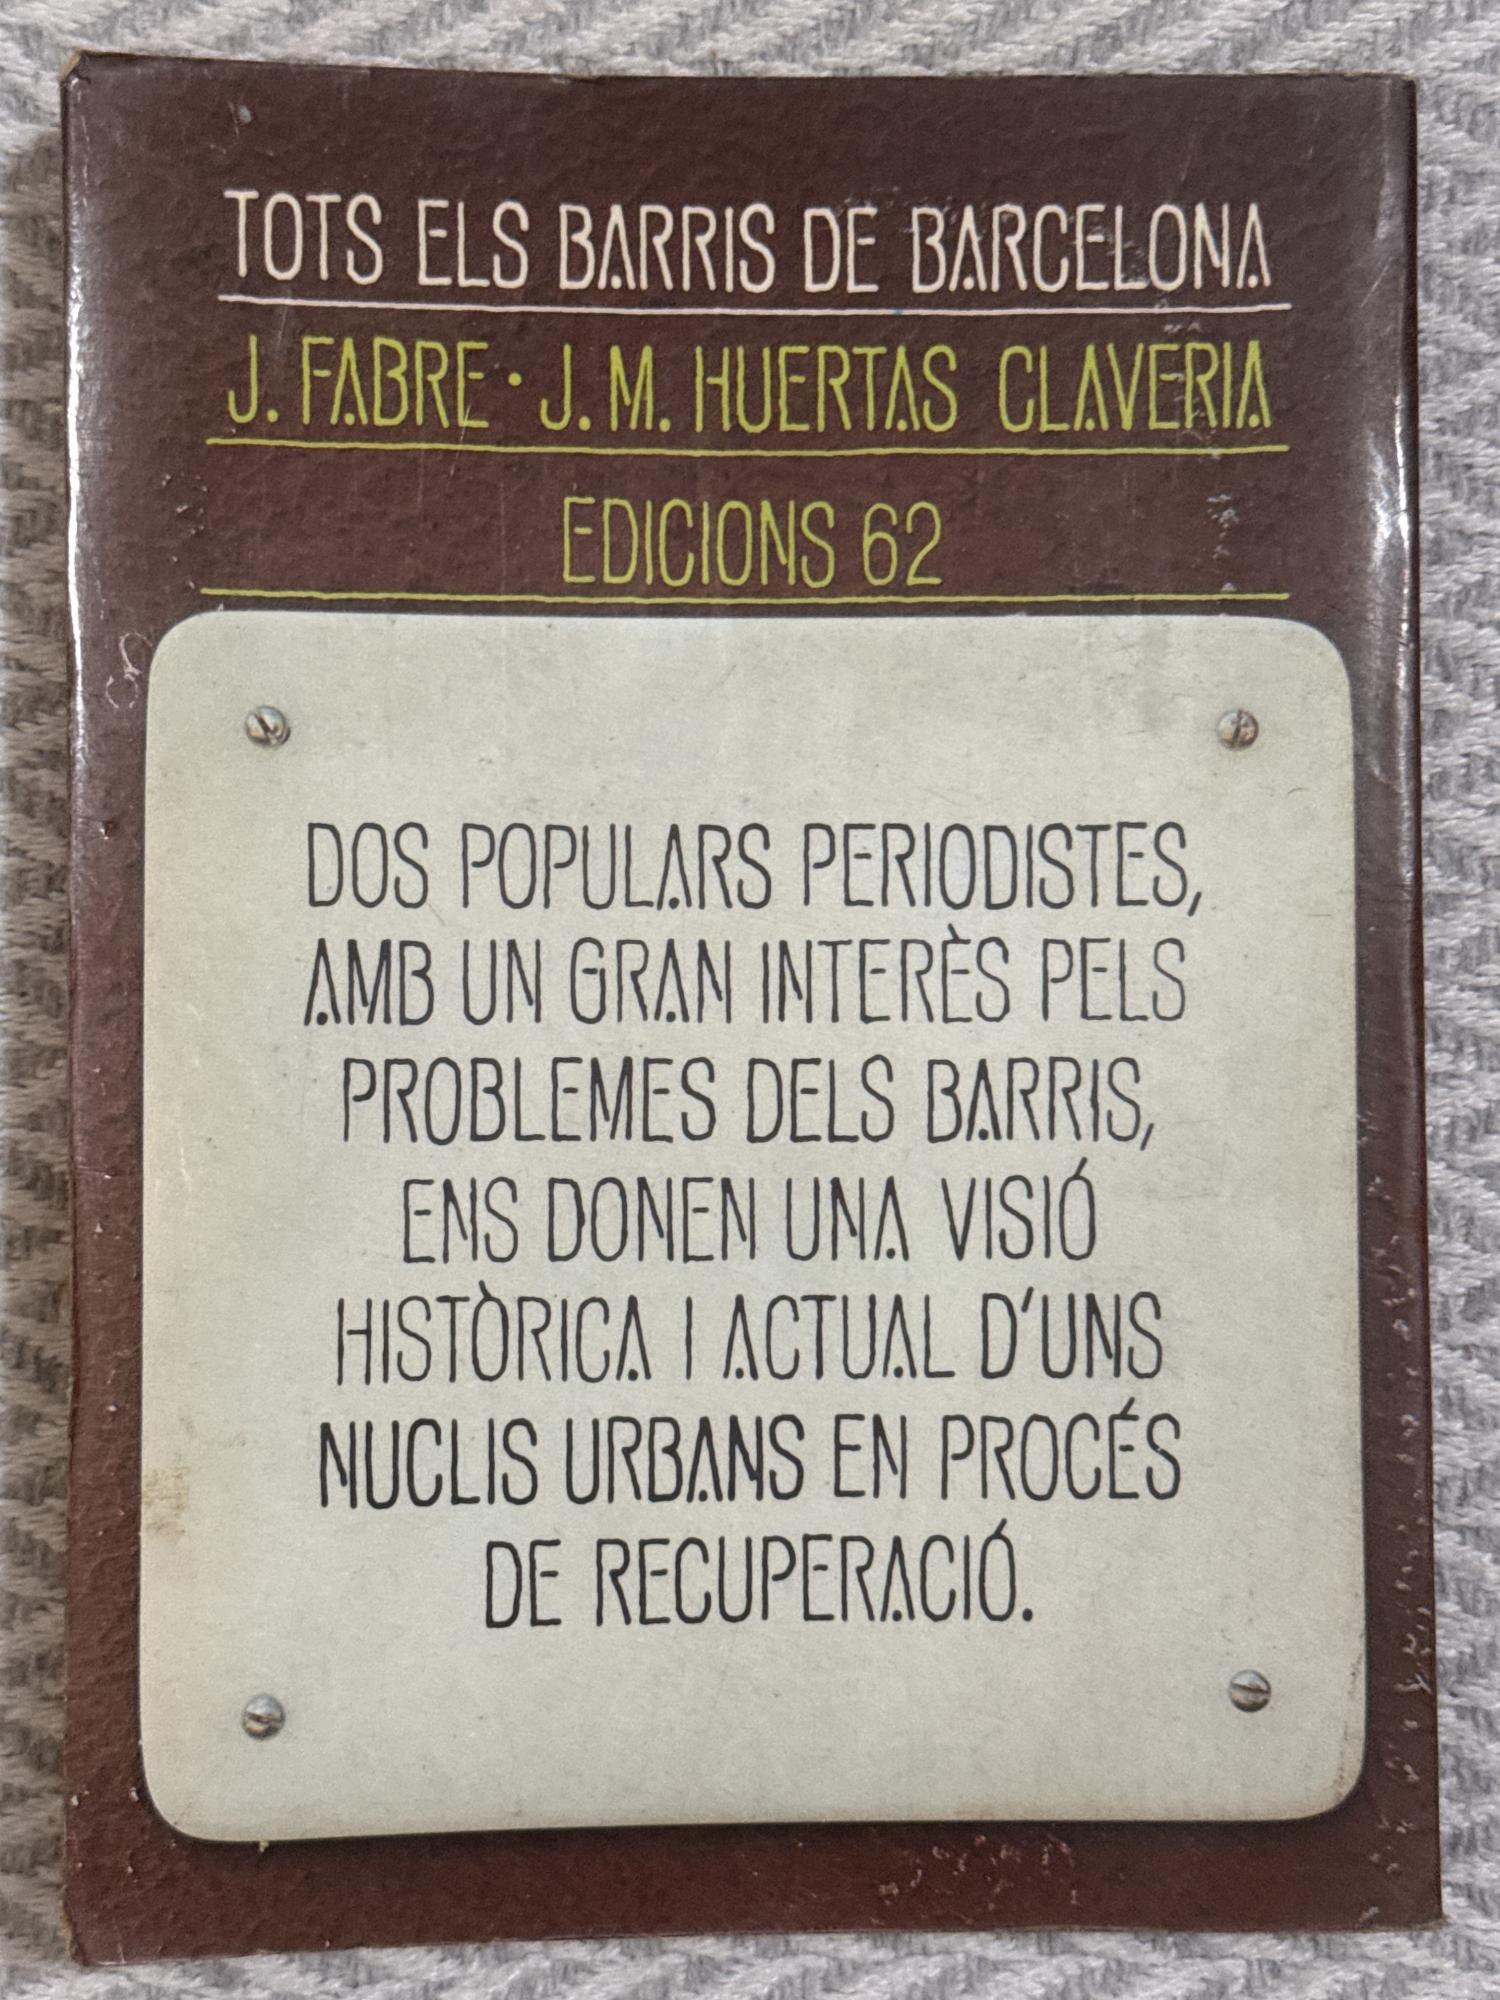 TOTS ELS BARRIS DE BARCELONA
J. FABRE · J. M. HUERTAS CLAVERIA
EDICIONS 62
DOS POPULARS PERIODISTES,
AMB UN GRAN INTERÈS PELS
PROBLEMES DELS BARRIS,
ENS DONEN UNA VISIÓ
HISTÒRICA I ACTUAL D'UNS
NUCLIS URBANS EN PROCÉS
DE RECUPERACIÓ.